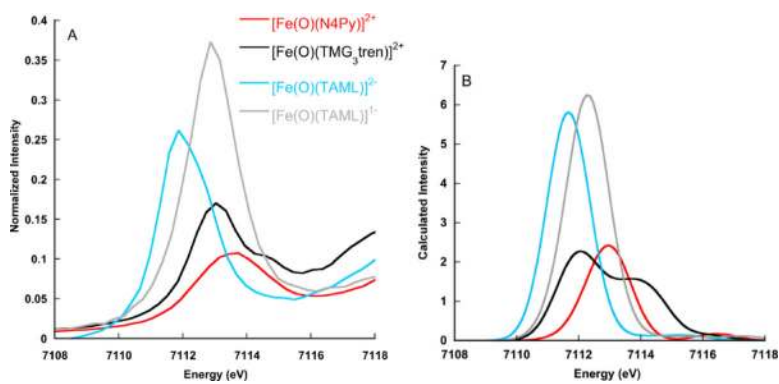 A
[Fe(O)(N4Py)]²⁺
[Fe(O)(TMG₃tren)]²⁺
[Fe(O)(TAML)]²⁻
[Fe(O)(TAML)]¹⁻
0.4
0.35
0.3
0.25
0.2
0.15
0.1
0.05
0
Normalized Intensity
7108 7110 7112 7114 7116 7118
Energy (eV)
B
7
6
5
4
3
2
1
0
Calculated Intensity
7108 7110 7112 7114 7116 7118
Energy (eV)